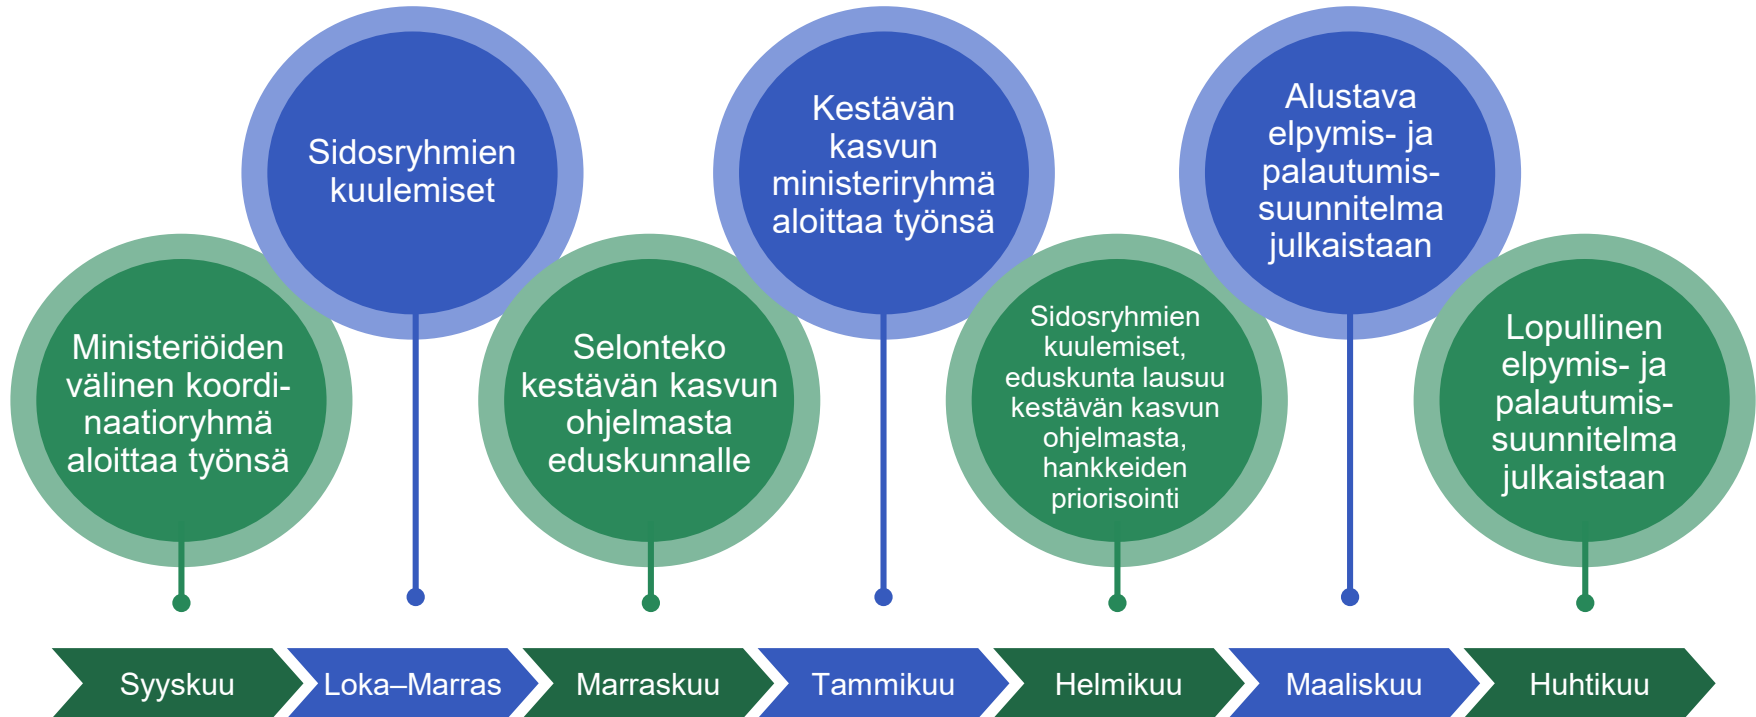 Ministeriöiden
välinen koordi-
naatioryhmä
aloittaa työnsä
Sidosryhmien
kuulemiset
Selonteko
kestävän kasvun
ohjelmasta
eduskunnalle
Kestävän
kasvun
ministeriryhmä
aloittaa työnsä
Sidosryhmien
kuulemiset,
eduskunta lausuu
kestävän kasvun
ohjelmasta,
hankkeiden
priorisointi
Alustava
elpymis- ja
palautumis-
suunnitelma
julkaistaan
Lopullinen
elpymis- ja
palautumis-
suunnitelma
julkaistaan
Syyskuu
Loka–Marras
Marraskuu
Tammikuu
Helmikuu
Maaliskuu
Huhtikuu